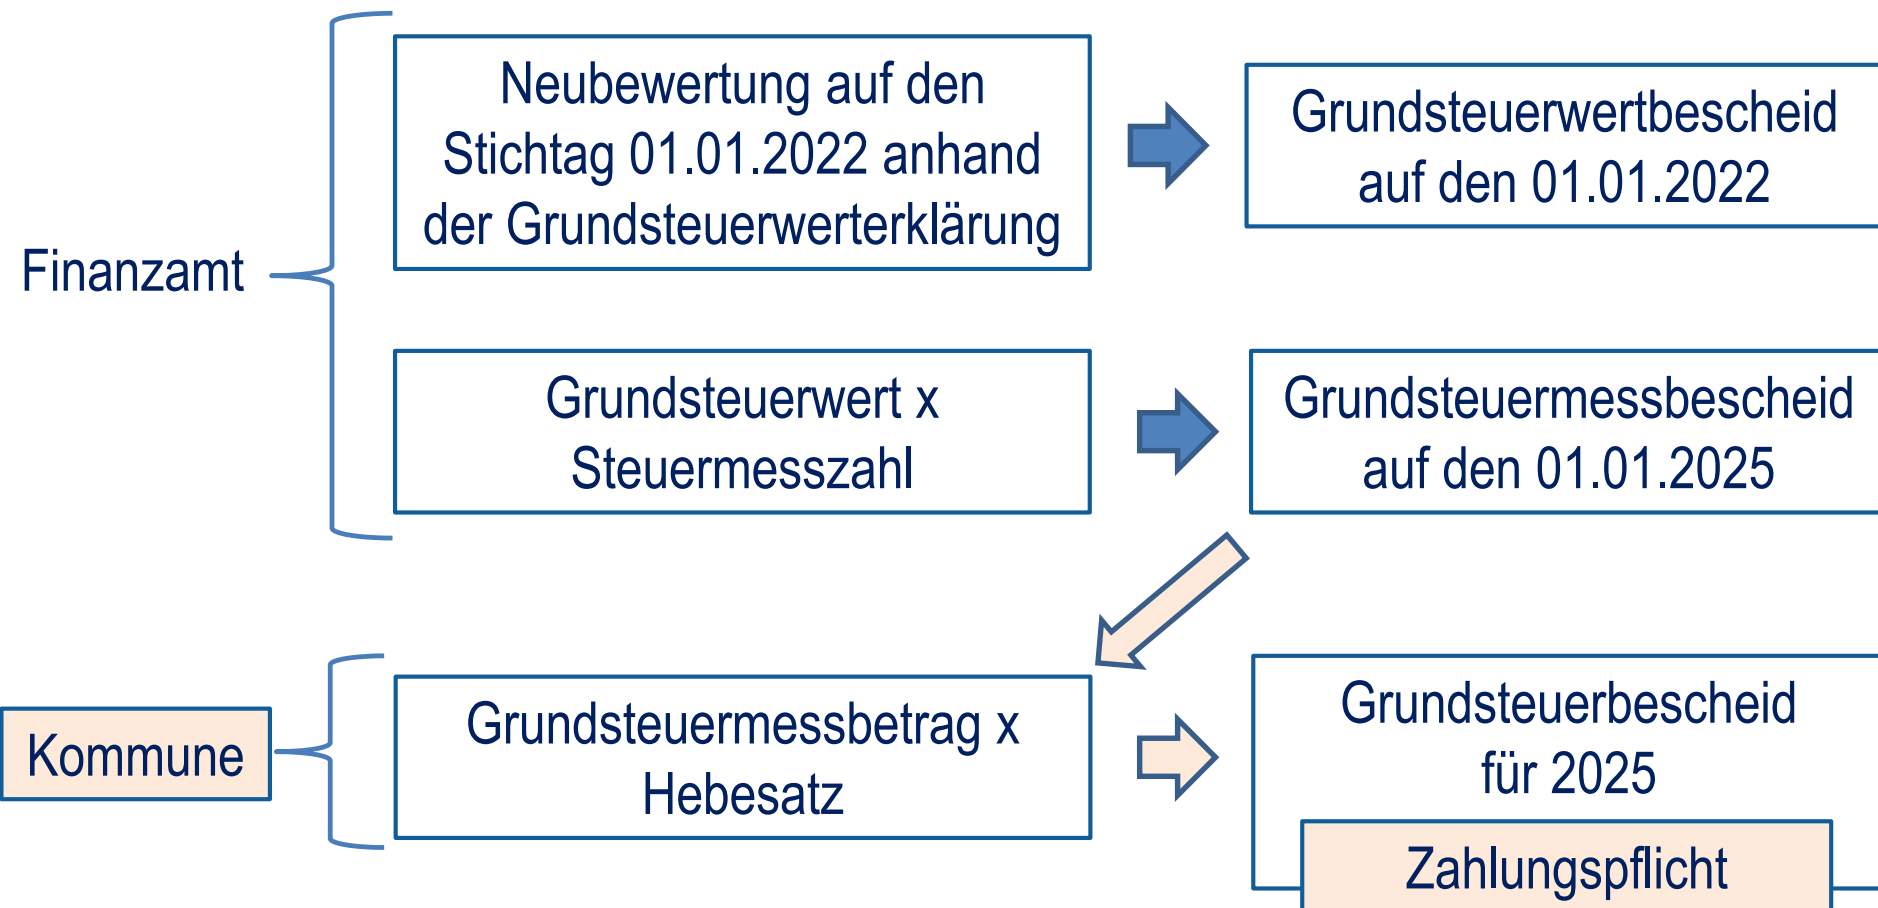 Finanzamt
Neubewertung auf den
Stichtag 01.01.2022 anhand
der Grundsteuerwerterklärung
Grundsteuerwertbescheid
auf den 01.01.2022
Grundsteuerwert x
Steuermesszahl
Grundsteuermessbescheid
auf den 01.01.2025
Kommune
Grundsteuermessbetrag x
Hebesatz
Grundsteuerbescheid
für 2025
Zahlungspflicht